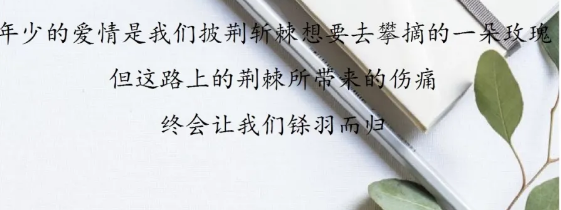 年少的爱情是我们披荆斩棘想要去攀摘的一朵玫瑰
但这路上的荆棘所带来的伤痛
终会让我们铩羽而归